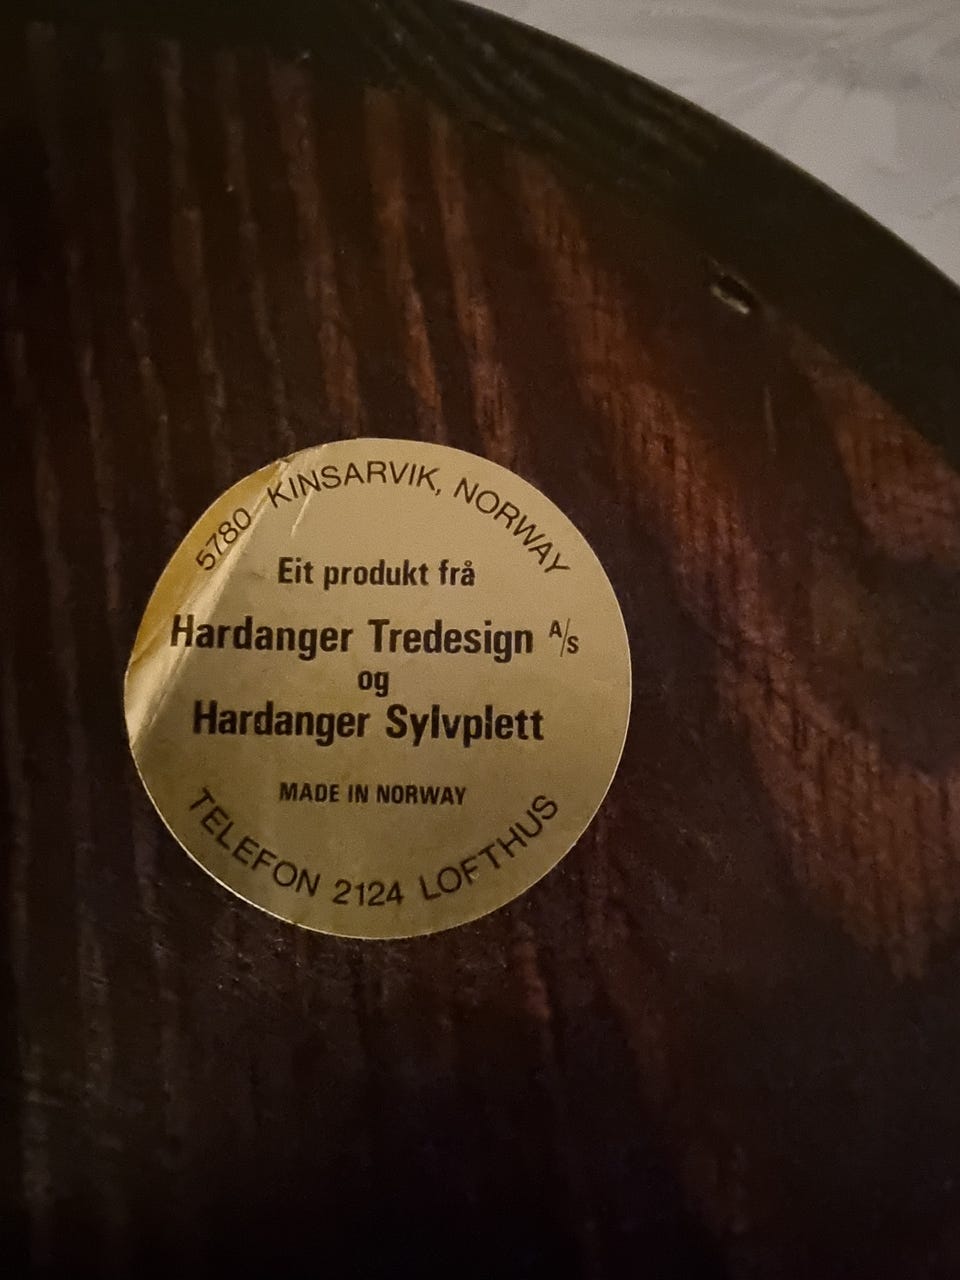 5780 KINSARVIK, NORWAY
Eit produkt frå
Hardanger Tredesign A/s
og
Hardanger Sylvplett
MADE IN NORWAY
TELEFON 2124 LOFTHUS